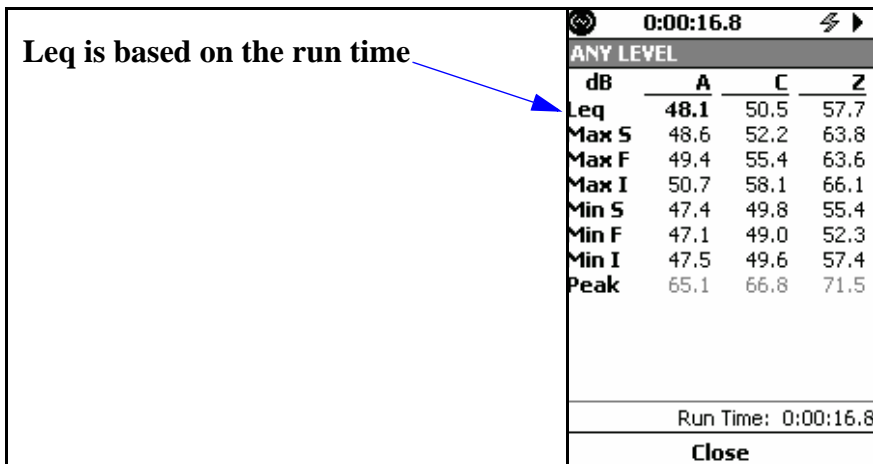 Leq is based on the run time
0:00:16.8
ANY LEVEL
dB A C Z
Leq 48.1 50.5 57.7
Max S 48.6 52.2 63.8
Max F 49.4 55.4 63.6
Max I 50.7 58.1 66.1
Min S 47.4 49.8 55.4
Min F 47.1 49.0 52.3
Min I 47.5 49.6 57.4
Peak 65.1 66.8 71.5
Run Time: 0:00:16.8
Close